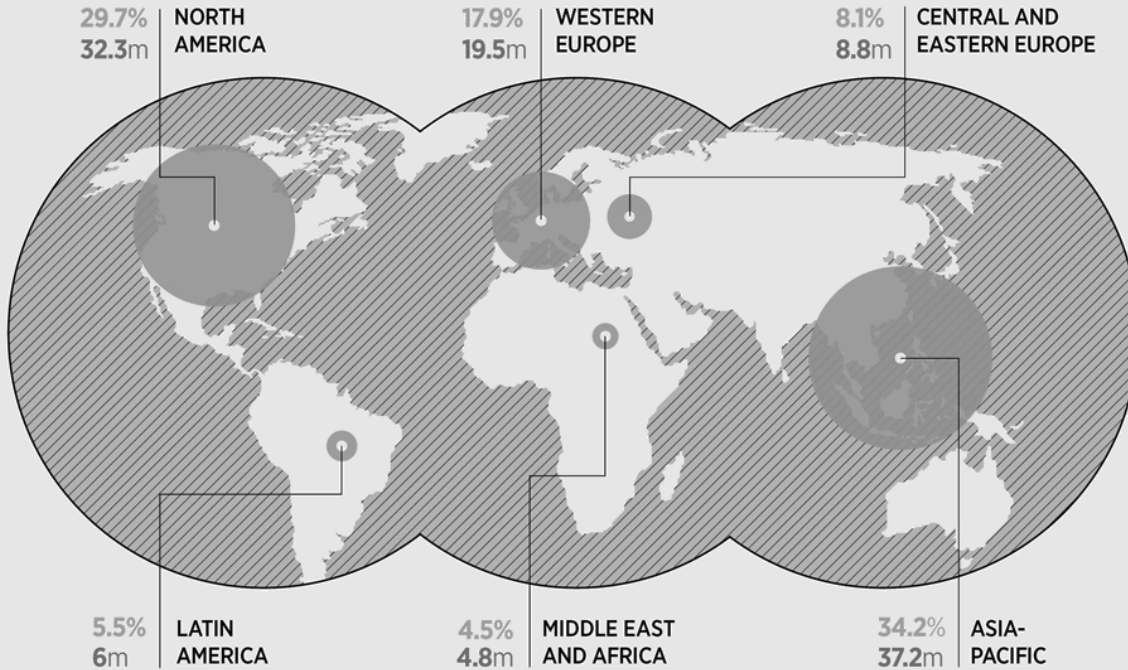 29.7%
32.3m
NORTH
AMERICA
17.9%
19.5m
WESTERN
EUROPE
8.1%
8.8m
CENTRAL AND
EASTERN EUROPE
5.5%
6m
LATIN
AMERICA
4.5%
4.8m
MIDDLE EAST
AND AFRICA
34.2%
37.2m
ASIA-
PACIFIC